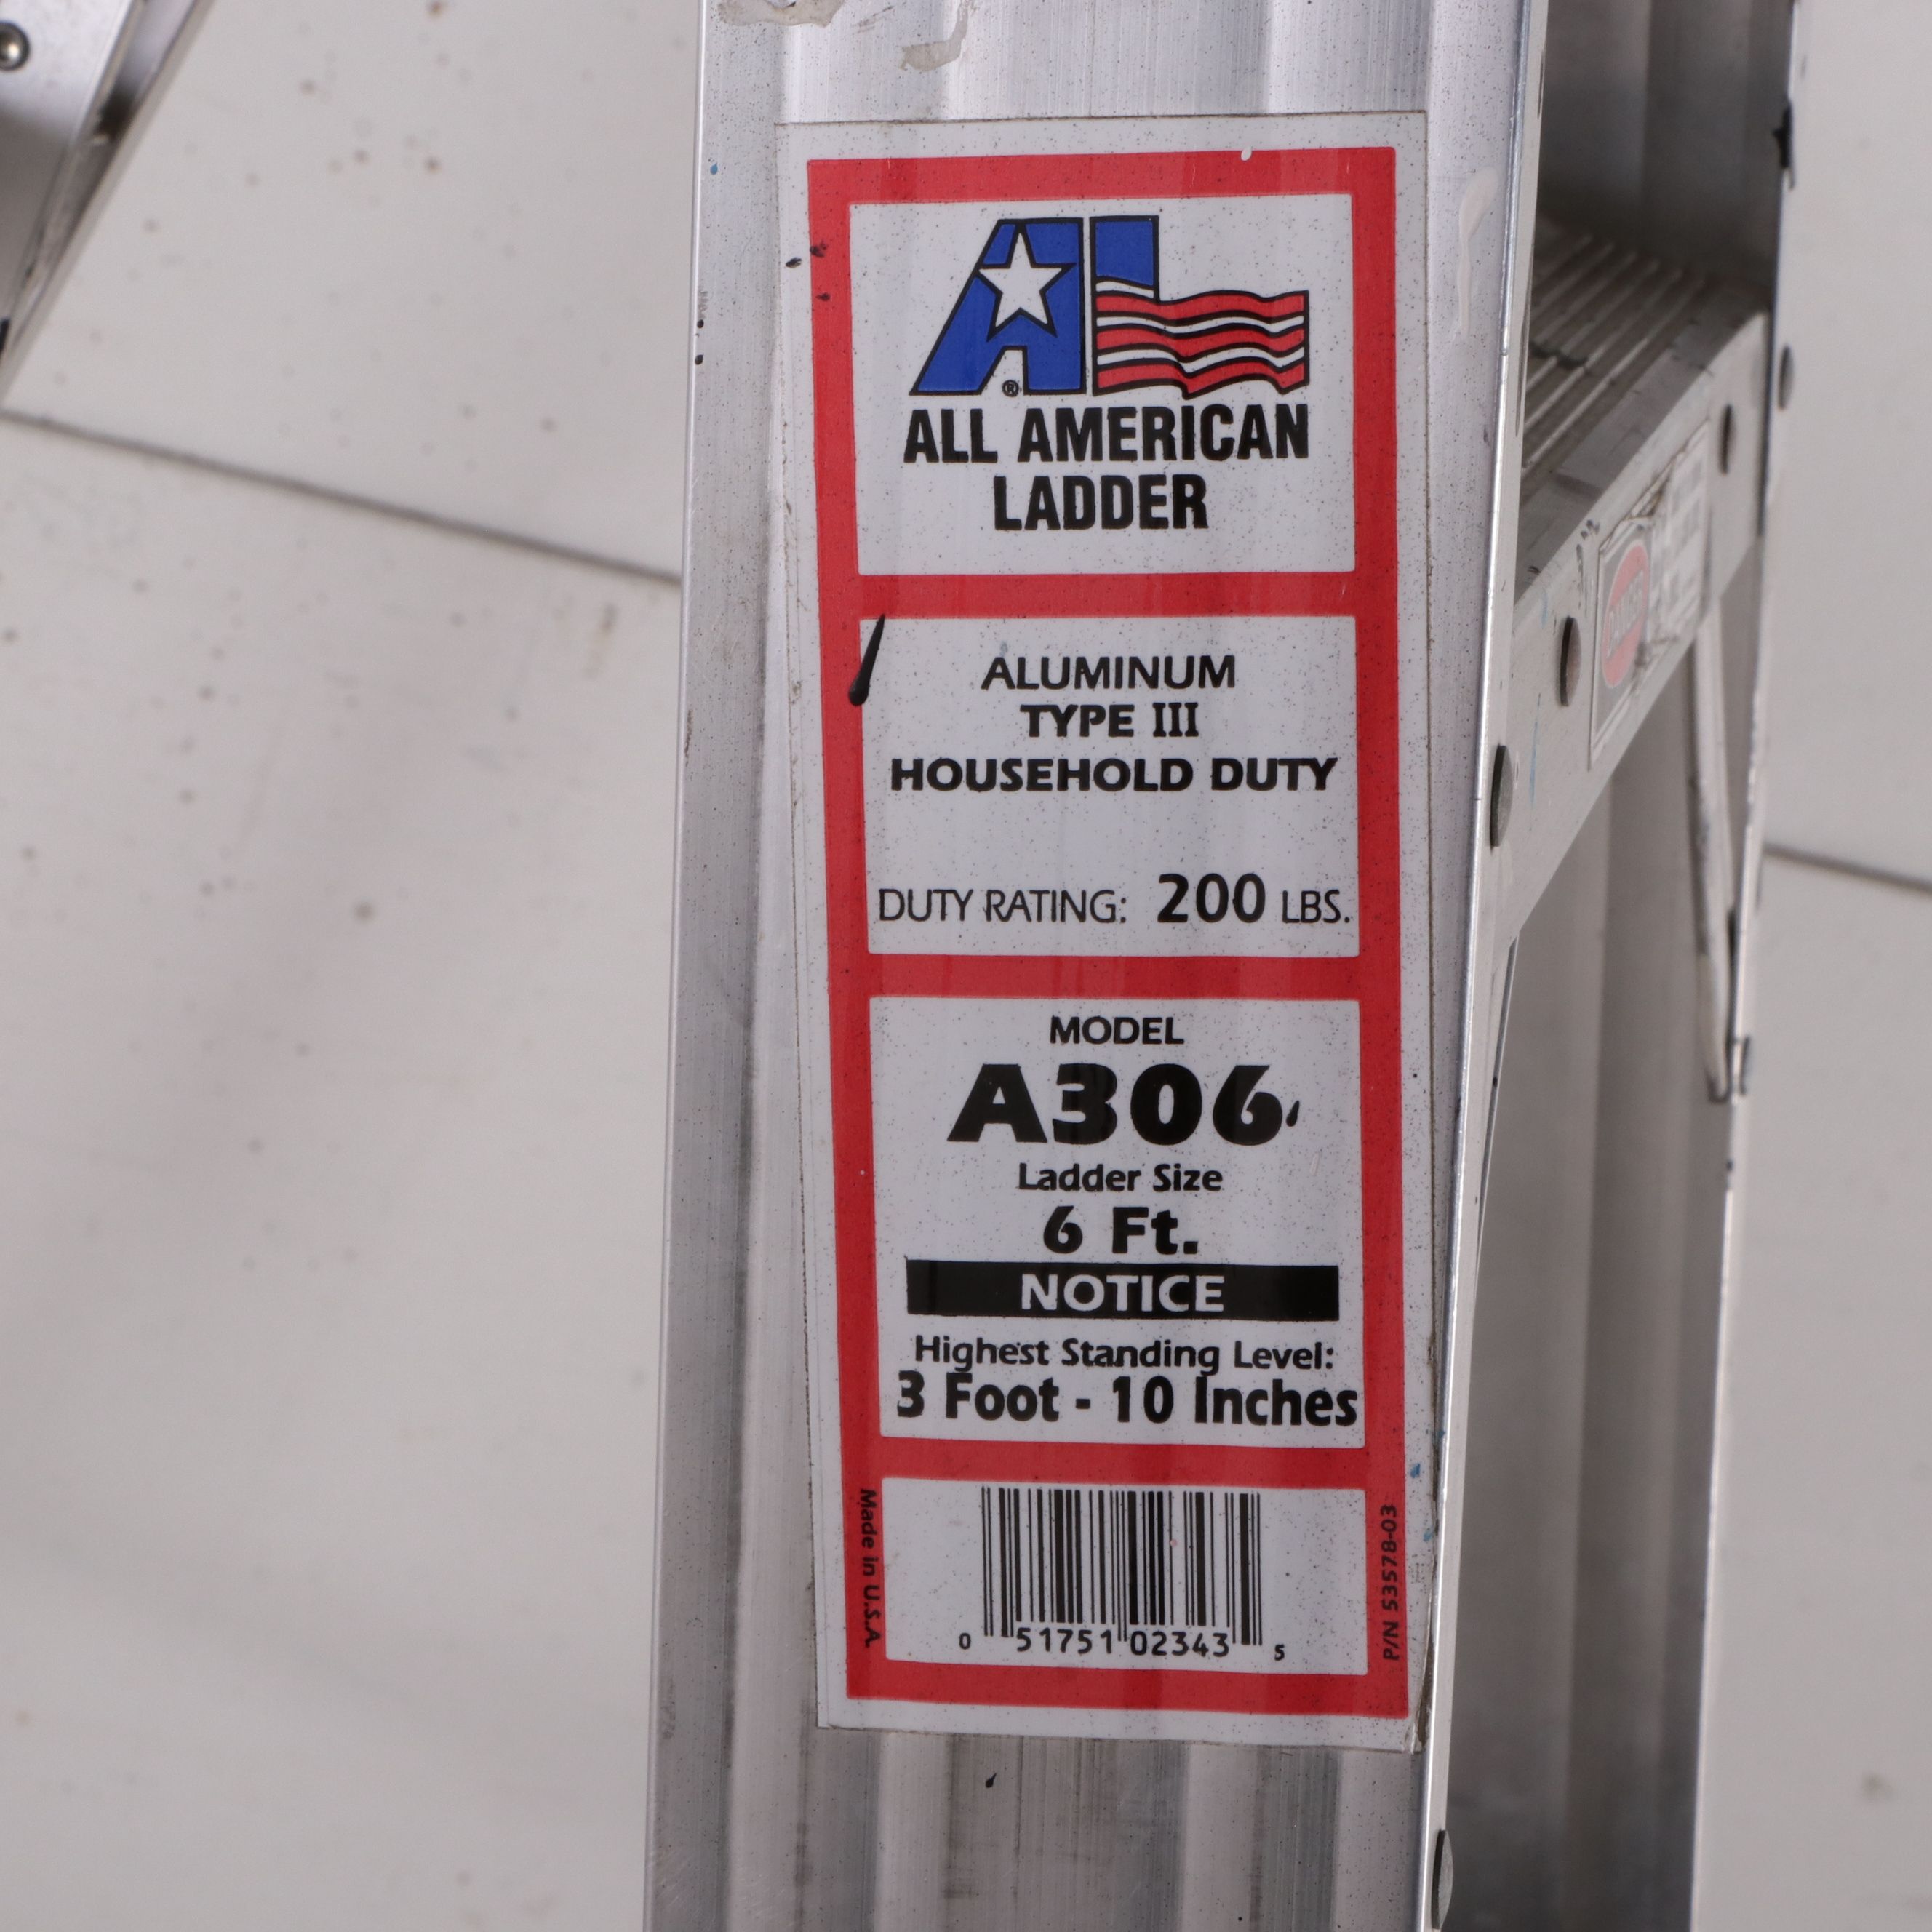 AL®
ALL AMERICAN
LADDER
ALUMINUM
TYPE III
HOUSEHOLD DUTY
DUTY RATING: 200 LBS.
MODEL
A306
Ladder Size
6 Ft.
NOTICE
Highest Standing Level:
3 Foot - 10 Inches
Made in U.S.A.
0 51751 02343 5
P/N 53578-03
DANGER